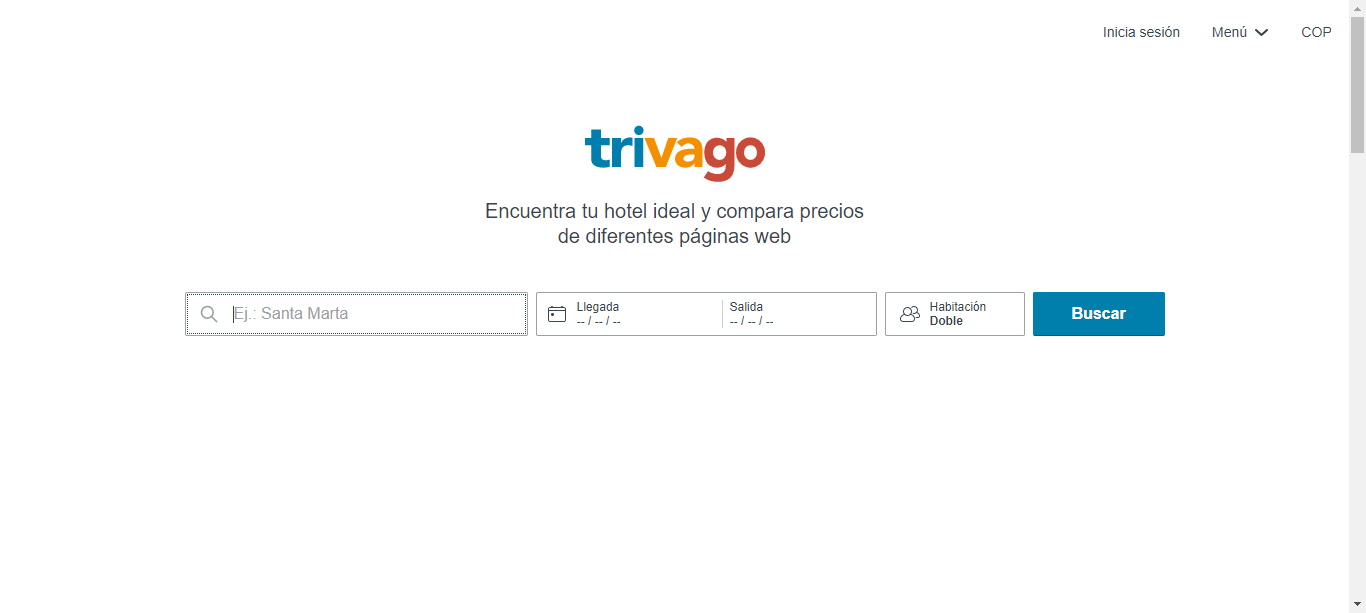 Inicia sesión Menú COP
trivago
Encuentra tu hotel ideal y compara precios
de diferentes páginas web
Ej.: Santa Marta
Llegada
-- / -- / --
Salida
-- / -- / --
Habitación
Doble
Buscar